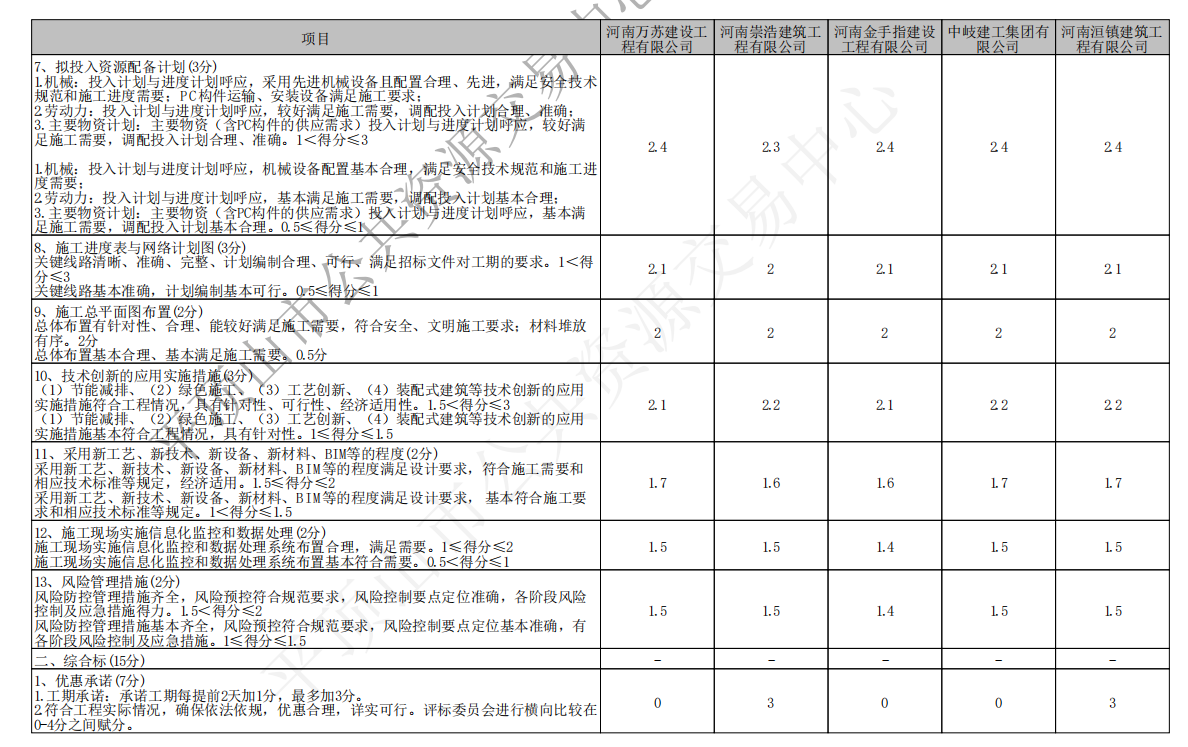 项目
河南万苏建设工
程有限公司
河南崇浩建筑工
程有限公司
河南金手指建设
工程有限公司
中岐建工集团有
限公司
河南洹镇建筑工
程有限公司
7、拟投入资源配备计划(3分)
1.机械：投入计划与进度计划呼应，采用先进机械设备且配置合理、先进，满足安全技术
规范和施工进度需要；PC构件运输、安装设备满足施工要求；
2.劳动力：投入计划与进度计划呼应，较好满足施工需要，调配投入计划合理、准确；
3.主要物资计划：主要物资（含PC构件的供应需求）投入计划与进度计划呼应，较好满
足施工需要，调配投入计划合理、准确。1＜得分≤3
1.机械：投入计划与进度计划呼应，机械设备配置基本合理，满足安全技术规范和施工进
度需要；
2.劳动力：投入计划与进度计划呼应，基本满足施工需要，调配投入计划基本合理；
3.主要物资计划：主要物资（含PC构件的供应需求）投入计划与进度计划呼应，基本满
足施工需要，调配投入计划基本合理。0.5≤得分≤1
2.4
2.3
2.4
2.4
2.4
8、施工进度表与网络计划图(3分)
关键线路清晰、准确、完整、计划编制合理、可行、满足招标文件对工期的要求。1＜得
分≤3
关键线路基本准确，计划编制基本可行。0.5≤得分≤1
2.1
2
2.1
2.1
2.1
9、施工总平面图布置(2分)
总体布置有针对性、合理、能较好满足施工需要，符合安全、文明施工要求；材料堆放
有序。2分
总体布置基本合理、基本满足施工需要。0.5分
2
2
2
2
2
10、技术创新的应用实施措施(3分)
（1）节能减排、（2）绿色施工、（3）工艺创新、（4）装配式建筑等技术创新的应用
实施措施符合工程情况，具有针对性、可行性、经济适用性。1.5＜得分≤3
（1）节能减排、（2）绿色施工、（3）工艺创新、（4）装配式建筑等技术创新的应用
实施措施基本符合工程情况，具有针对性。1≤得分≤1.5
2.1
2.2
2.1
2.2
2.2
11、采用新工艺、新技术、新设备、新材料、BIM等的程度(2分)
采用新工艺、新技术、新设备、新材料、BIM等的程度满足设计要求，符合施工需要和
相应技术标准等规定，经济适用。1.5≤得分≤2
采用新工艺、新技术、新设备、新材料、BIM等的程度满足设计要求， 基本符合施工要
求和相应技术标准等规定。1＜得分≤1.5
1.7
1.6
1.6
1.7
1.7
12、施工现场实施信息化监控和数据处理(2分)
施工现场实施信息化监控和数据处理系统布置合理，满足需要。1≤得分≤2
施工现场实施信息化监控和数据处理系统布置基本符合需要。0.5＜得分≤1
1.5
1.5
1.4
1.5
1.5
13、风险管理措施(2分)
风险防控管理措施齐全，风险预控符合规范要求，风险控制要点定位准确，各阶段风险
控制及应急措施得力。1.5＜得分≤2
风险防控管理措施基本齐全，风险预控符合规范要求，风险控制要点定位基本准确，有
各阶段风险控制及应急措施。1≤得分≤1.5
1.5
1.5
1.4
1.5
1.5
二、综合标(15分)
-
-
-
-
-
1、优惠承诺(7分)
1.工期承诺：承诺工期每提前2天加1分，最多加3分。
2.符合工程实际情况，确保依法依规，优惠合理，详实可行。评标委员会进行横向比较在
0-4分之间赋分。
0
3
0
0
3
平顶山市公共资源交易中心
平顶山市公共资源交易中心